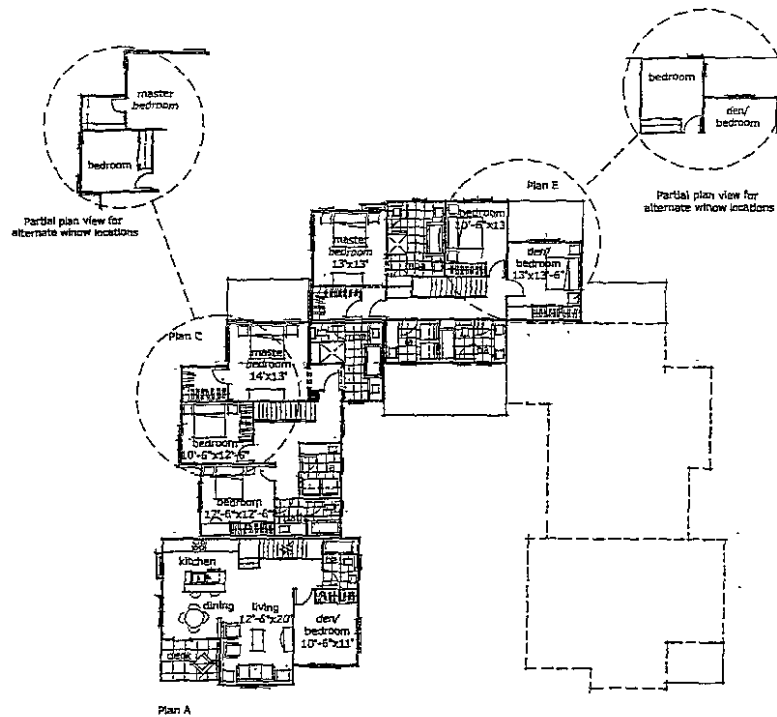 master
bedroom
bedroom
Partial plan view for
alternate winow locations
bedroom
den/
bedroom
Partial plan view for
alternate winow locations
Plan E
bedroom
10'-6"x13'
master
bedroom
13'x13'
den/
bedroom
13'x13'-6"
Plan C
master
bedroom
14'x13'
bedroom
10'-6"x12'-6"
bedroom
12'-6"x12'-6"
kitchen
dining
living
12'-6"x20'
den/
bedroom
10'-6"x11'
deck
Plan A